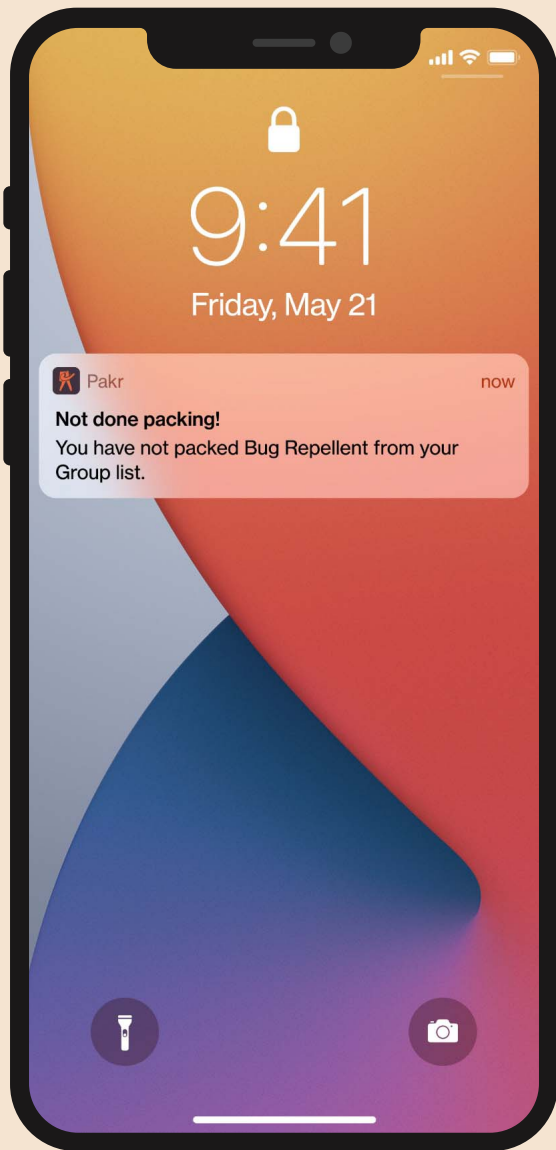 9:41
Friday, May 21
Pakr
now
Not done packing!
You have not packed Bug Repellent from your
Group list.